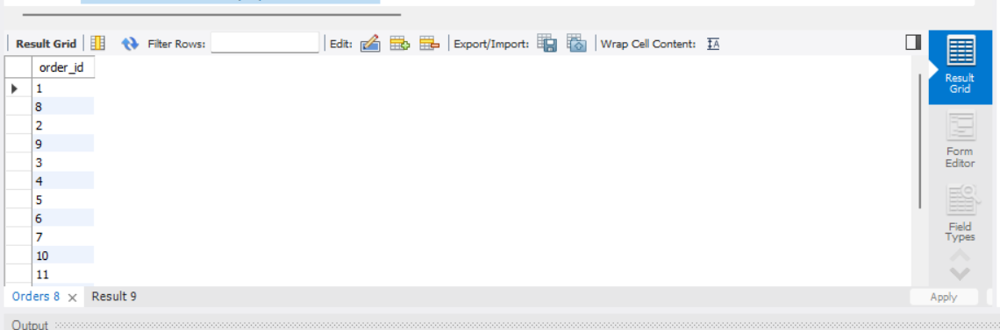 Result Grid Filter Rows: Edit: Export/Import: Wrap Cell Content: IA
order_id
1
8
2
9
3
4
5
6
7
10
11
Result
Grid
Form
Editor
Field
Types
Orders 8 × Result 9 Apply
Output